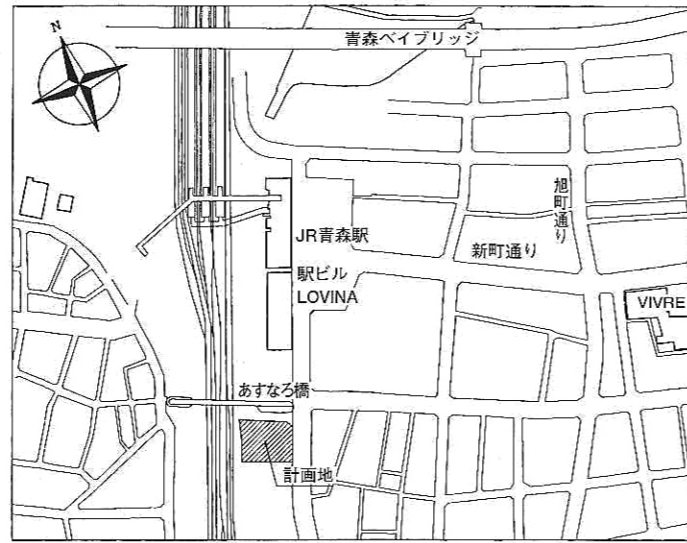 N
青森ベイブリッジ
旭町通り
JR青森駅
新町通り
駅ビル
LOVINA
VIVRE
あすなろ橋
計画地